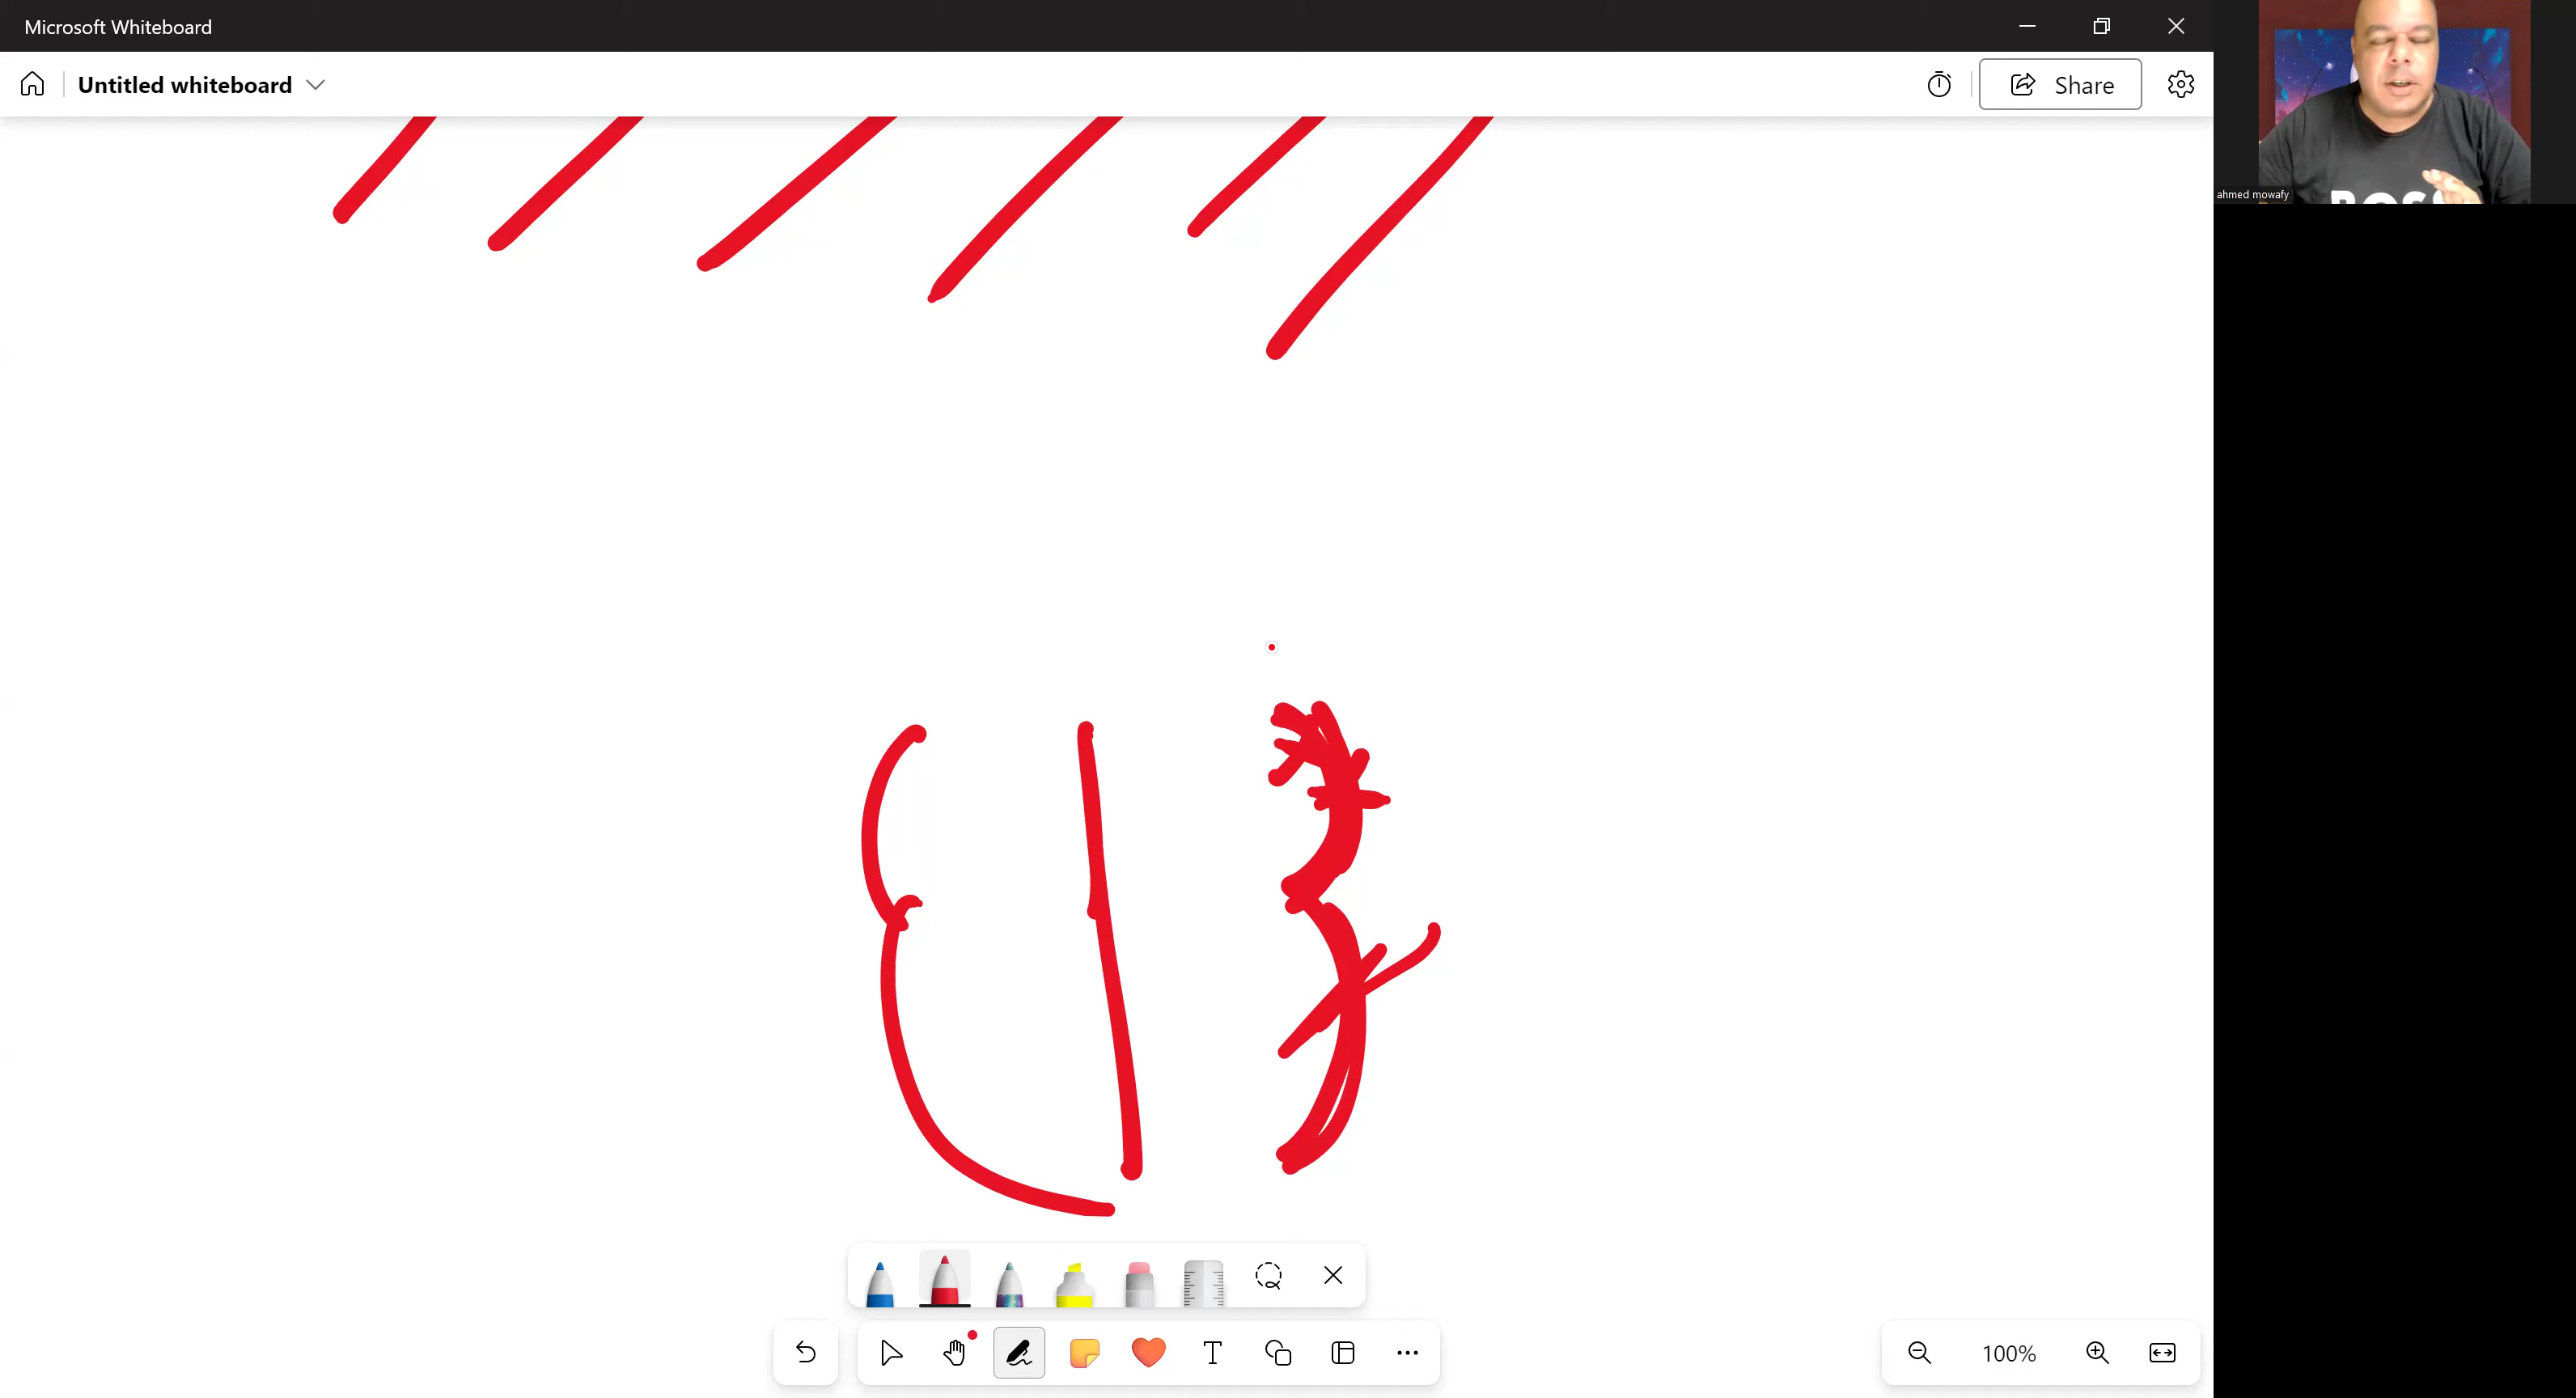 Microsoft Whiteboard
Untitled whiteboard
Share
ahmed mowafy
100%